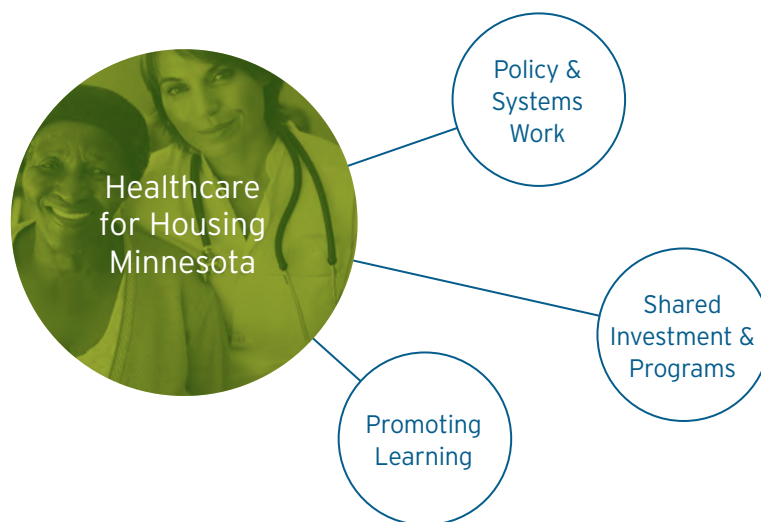 Healthcare
for Housing
Minnesota
Policy &
Systems
Work
Shared
Investment &
Programs
Promoting
Learning